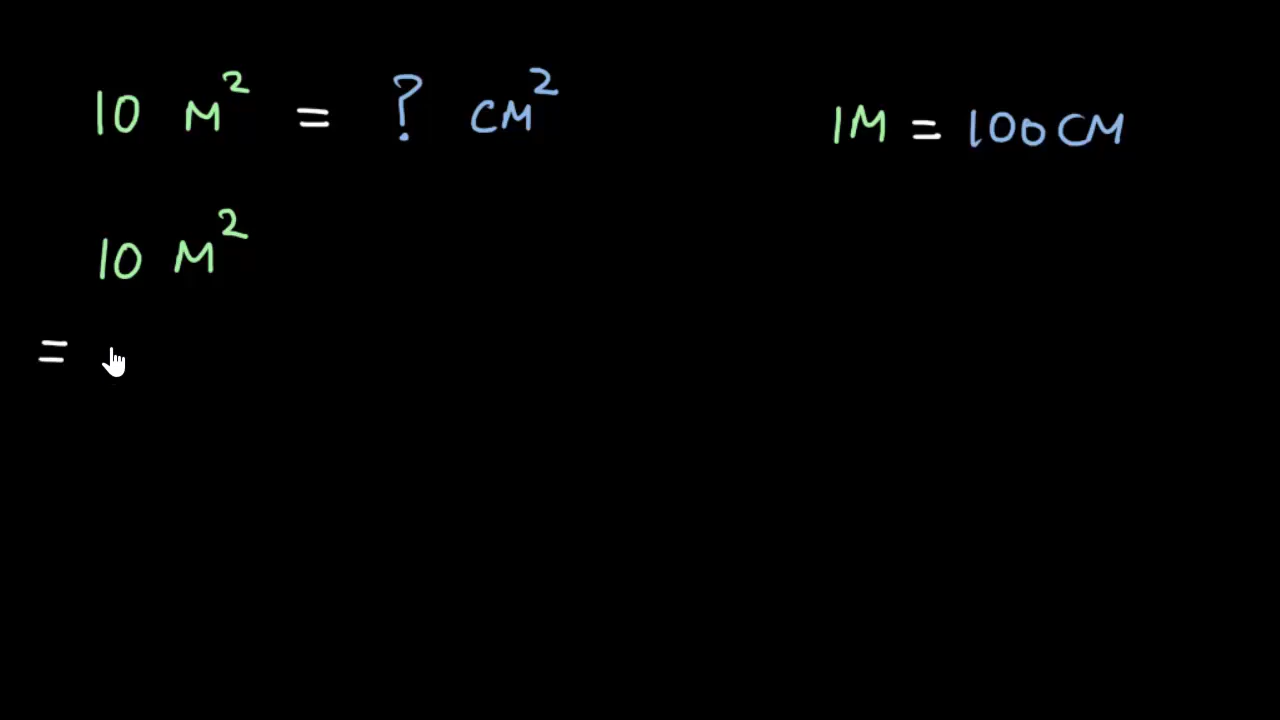 10 M² = ? CM²
1M = 100CM
10 M²
=